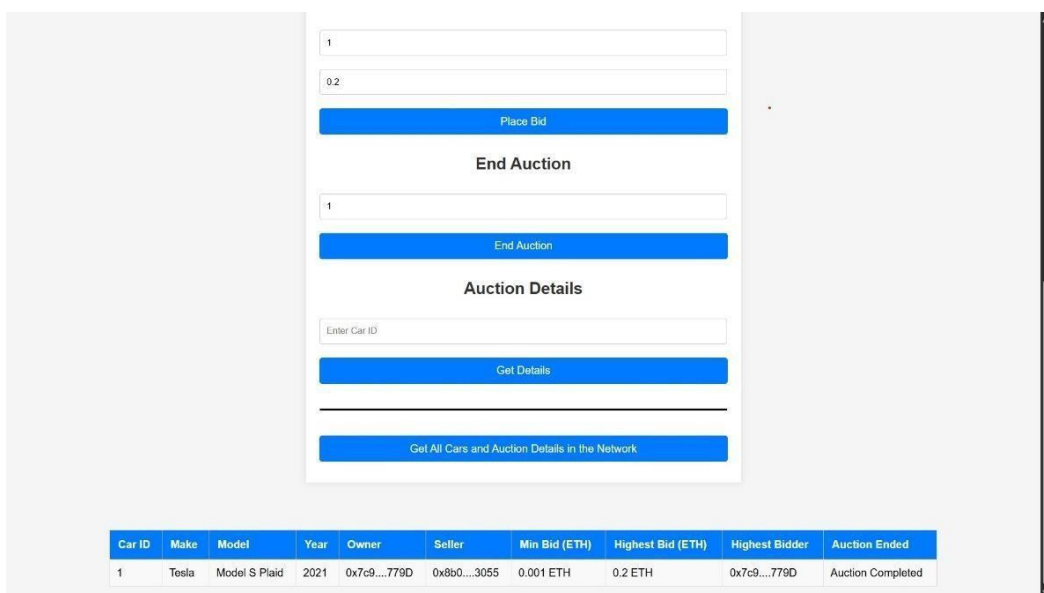 1
0.2
Place Bid
End Auction
1
End Auction
Auction Details
Enter Car ID
Get Details
Get All Cars and Auction Details in the Network
Car ID Make Model Year Owner Seller Min Bid (ETH) Highest Bid (ETH) Highest Bidder Auction Ended
1 Tesla Model S Plaid 2021 0x7c9....779D 0x8b0....3055 0.001 ETH 0.2 ETH 0x7c9....779D Auction Completed